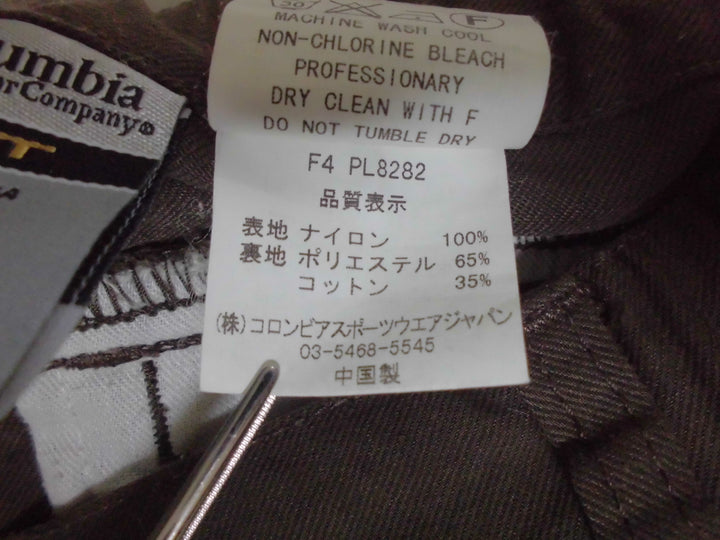 umbia
rCompany®
MACHINE WASH COOL
NON-CHLORINE BLEACH
PROFESSIONARY
DRY CLEAN WITH F
DO NOT TUMBLE DRY
F4 PL8282
品質表示
表地 ナイロン 100%
裏地 ポリエステル 65%
コットン 35%
(株)コロンビアスポーツウエアジャパン
03-5468-5545
中国製